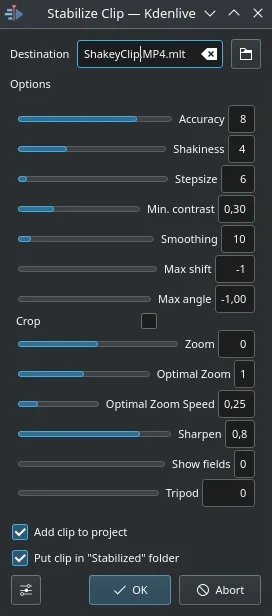 Stabilize Clip — Kdenlive
Destination ShakeyClip.MP4.mlt
Options
Accuracy 8
Shakiness 4
Stepsize 6
Min. contrast 0,30
Smoothing 10
Max shift -1
Max angle -1,00
Crop
Zoom 0
Optimal Zoom 1
Optimal Zoom Speed 0,25
Sharpen 0,8
Show fields 0
Tripod 0
Add clip to project
Put clip in "Stabilized" folder
OK Abort